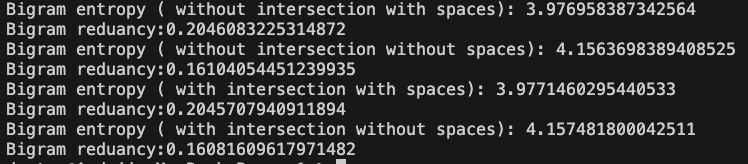 Bigram entropy ( without intersection with spaces): 3.976958387342564
Bigram reduancy:0.2046083225314872
Bigram entropy ( without intersection without spaces): 4.1563698389408525
Bigram reduancy:0.16104054451239935
Bigram entropy ( with intersection with spaces): 3.9771460295440533
Bigram reduancy:0.2045707940911894
Bigram entropy ( with intersection without spaces): 4.157481800042511
Bigram reduancy:0.16081609617971482